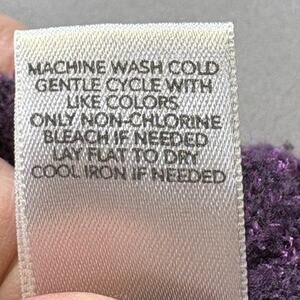 MACHINE WASH COLD
GENTLE CYCLE WITH
LIKE COLORS
ONLY NON-CHLORINE
BLEACH IF NEEDED
LAY FLAT TO DRY
COOL IRON IF NEEDED